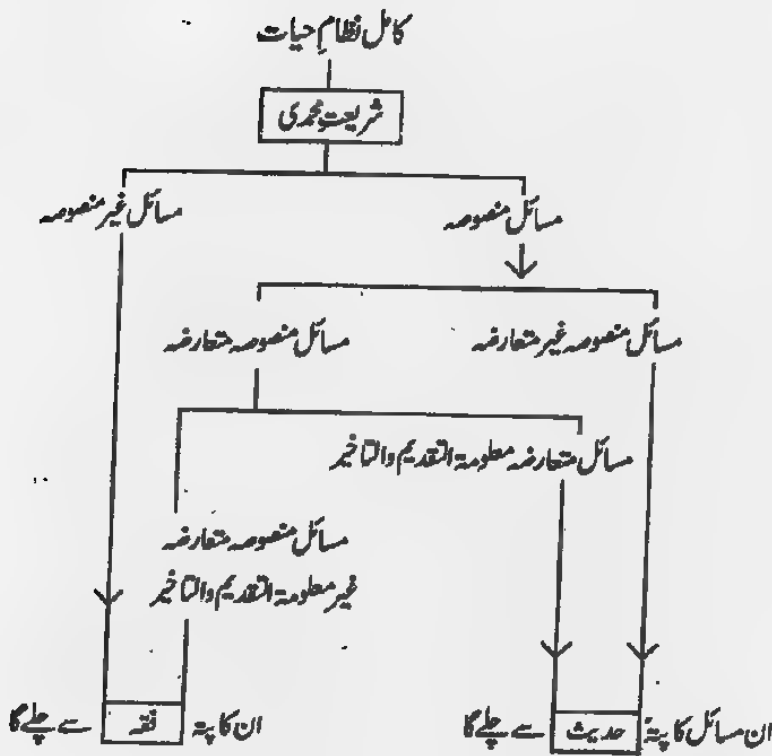 کامل نظامِ حیات
شریعتِ محمدی
مسائل منصوصہ
مسائل غیر منصوصہ
مسائل منصوصہ غیر متعارضہ
مسائل منصوصہ متعارضہ
مسائل متعارضہ معلومۃ التقدیم والتاخیر
مسائل منصوصہ متعارضہ
غیر معلومۃ التقدیم والتاخیر
ان مسائل کا پتہ حدیث سے چلے گا
ان کا پتہ فقہ سے چلے گا